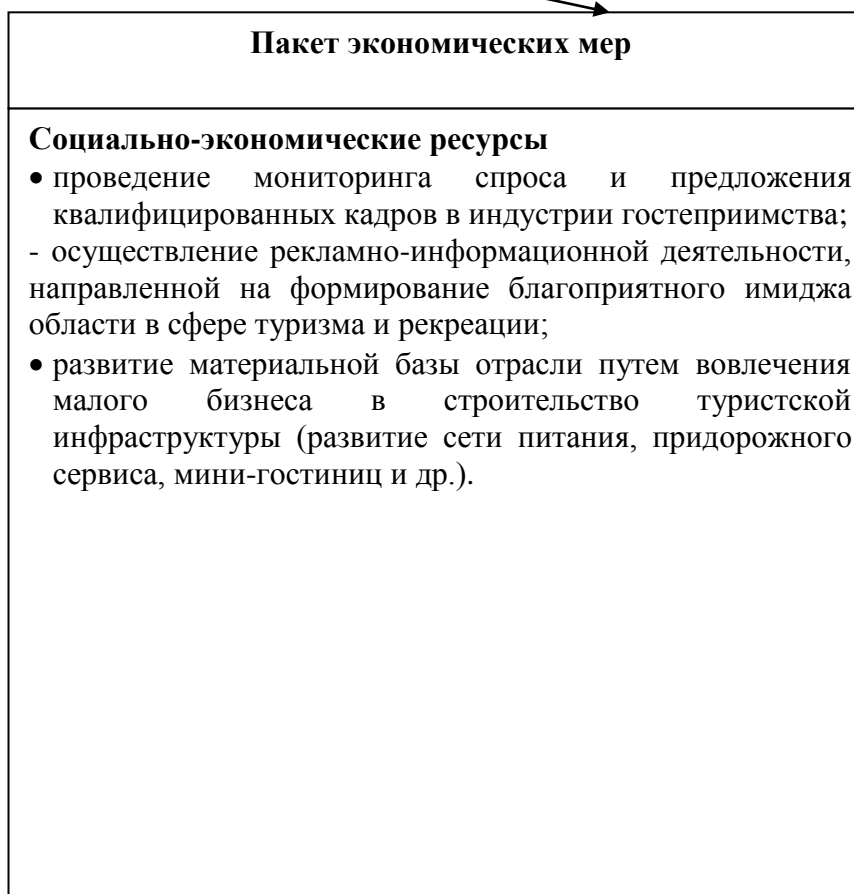 Пакет экономических мер
Социально-экономические ресурсы
• проведение мониторинга спроса и предложения
квалифицированных кадров в индустрии гостеприимства;
- осуществление рекламно-информационной деятельности,
направленной на формирование благоприятного имиджа
области в сфере туризма и рекреации;
• развитие материальной базы отрасли путем вовлечения
малого бизнеса в строительство туристской
инфраструктуры (развитие сети питания, придорожного
сервиса, мини-гостиниц и др.).